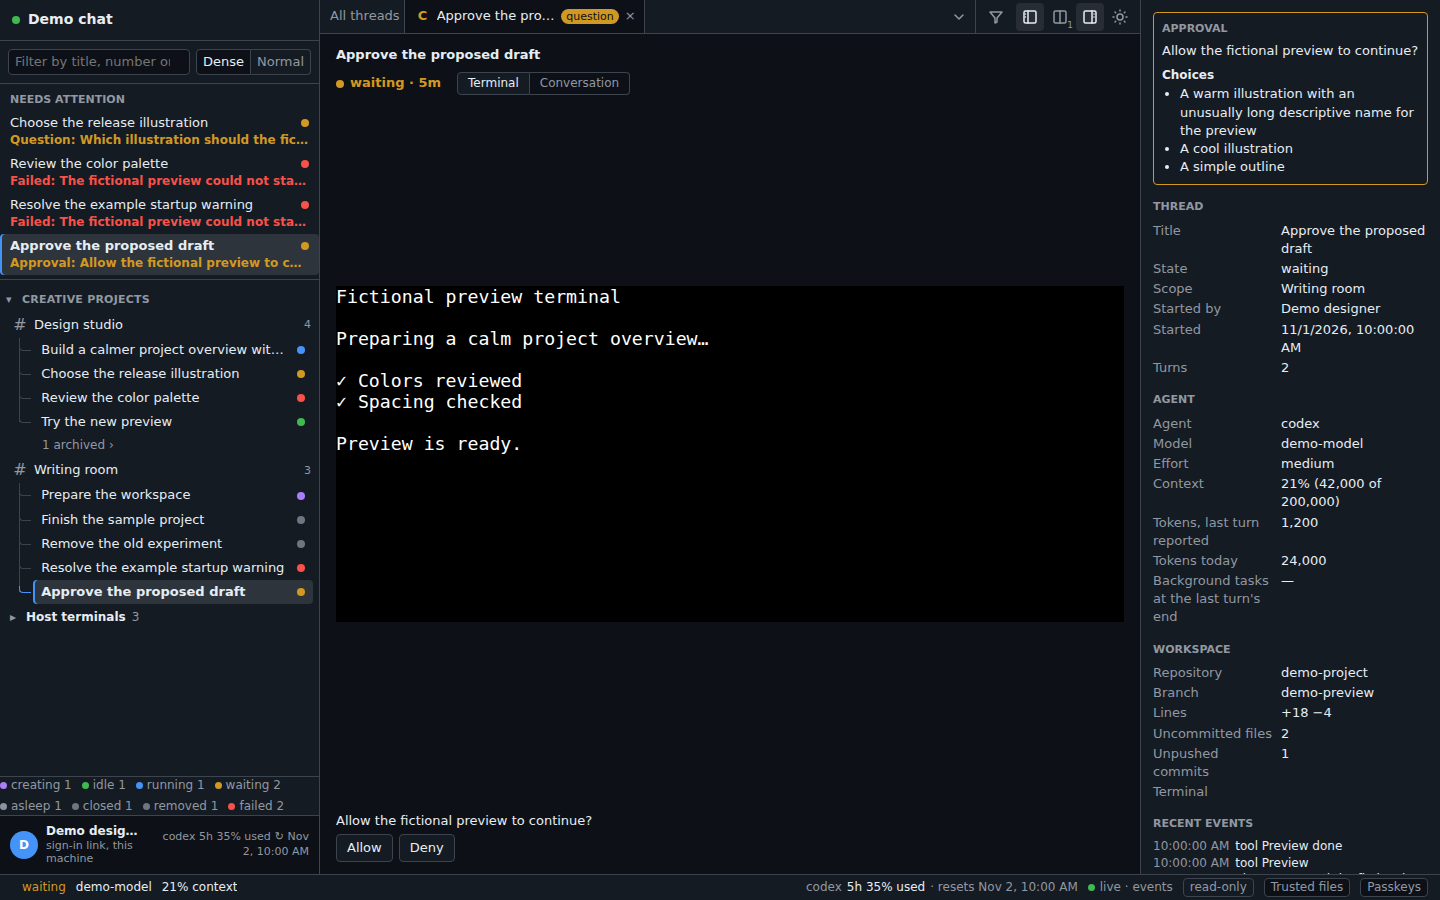 Demo chat
Filter by title, number or
Dense Normal
NEEDS ATTENTION
Choose the release illustration
Question: Which illustration should the fic…
Review the color palette
Failed: The fictional preview could not sta…
Resolve the example startup warning
Failed: The fictional preview could not sta…
Approve the proposed draft
Approval: Allow the fictional preview to c…
CREATIVE PROJECTS
# Design studio 4
Build a calmer project overview wit…
Choose the release illustration
Review the color palette
Try the new preview
1 archived ›
# Writing room 3
Prepare the workspace
Finish the sample project
Remove the old experiment
Resolve the example startup warning
Approve the proposed draft
Host terminals 3
creating 1 idle 1 running 1 waiting 2
asleep 1 closed 1 removed 1 failed 2
D
Demo desig…
sign-in link, this
machine
codex 5h 35% used ↻ Nov
2, 10:00 AM
All threads
C Approve the pro… question ×
1
Approve the proposed draft
waiting · 5m
Terminal Conversation
Fictional preview terminal
Preparing a calm project overview…
✓ Colors reviewed
✓ Spacing checked
Preview is ready.
Allow the fictional preview to continue?
Allow Deny
APPROVAL
Allow the fictional preview to continue?
Choices
• A warm illustration with an
unusually long descriptive name for
the preview
• A cool illustration
• A simple outline
THREAD
Title Approve the proposed
draft
State waiting
Scope Writing room
Started by Demo designer
Started 11/1/2026, 10:00:00
AM
Turns 2
AGENT
Agent codex
Model demo-model
Effort medium
Context 21% (42,000 of
200,000)
Tokens, last turn 1,200
reported
Tokens today 24,000
Background tasks —
at the last turn's
end
WORKSPACE
Repository demo-project
Branch demo-preview
Lines +18 −4
Uncommitted files 2
Unpushed 1
commits
Terminal
RECENT EVENTS
10:00:00 AM tool Preview done
10:00:00 AM tool Preview
waiting demo-model 21% context
codex 5h 35% used · resets Nov 2, 10:00 AM
live · events
read-only
Trusted files
Passkeys